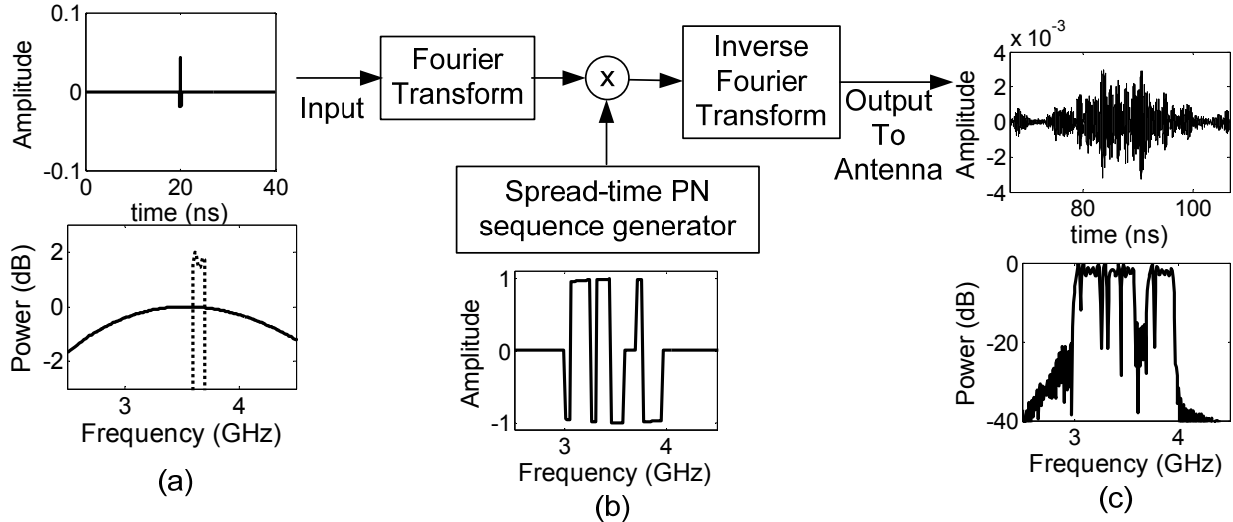 0.1
0
-0.1
Amplitude
0 20 40
time (ns)
Input
Fourier
Transform
x
Inverse
Fourier
Transform
Output
To
Antenna
Spread-time PN
sequence generator
x 10^-3
4
2
0
-2
-4
Amplitude
80 100
time (ns)
2
0
-2
Power (dB)
3 4
Frequency (GHz)
(a)
1
0
-1
Amplitude
3 4
Frequency (GHz)
(b)
0
-20
-40
Power (dB)
3 4
Frequency (GHz)
(c)